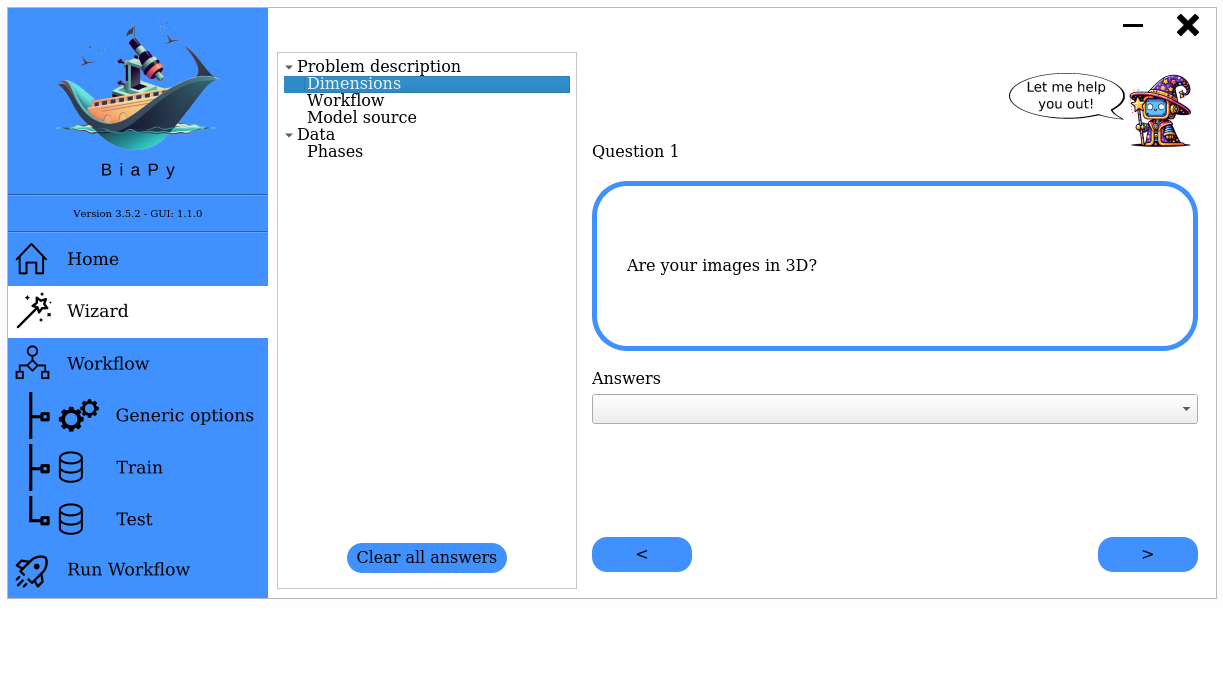 BiaPy
Version 3.5.2 - GUI: 1.1.0
Home
Wizard
Workflow
Generic options
Train
Test
Run Workflow
Problem description
Dimensions
Workflow
Model source
Data
Phases
Clear all answers
Let me help
you out!
Question 1
Are your images in 3D?
Answers
<
>